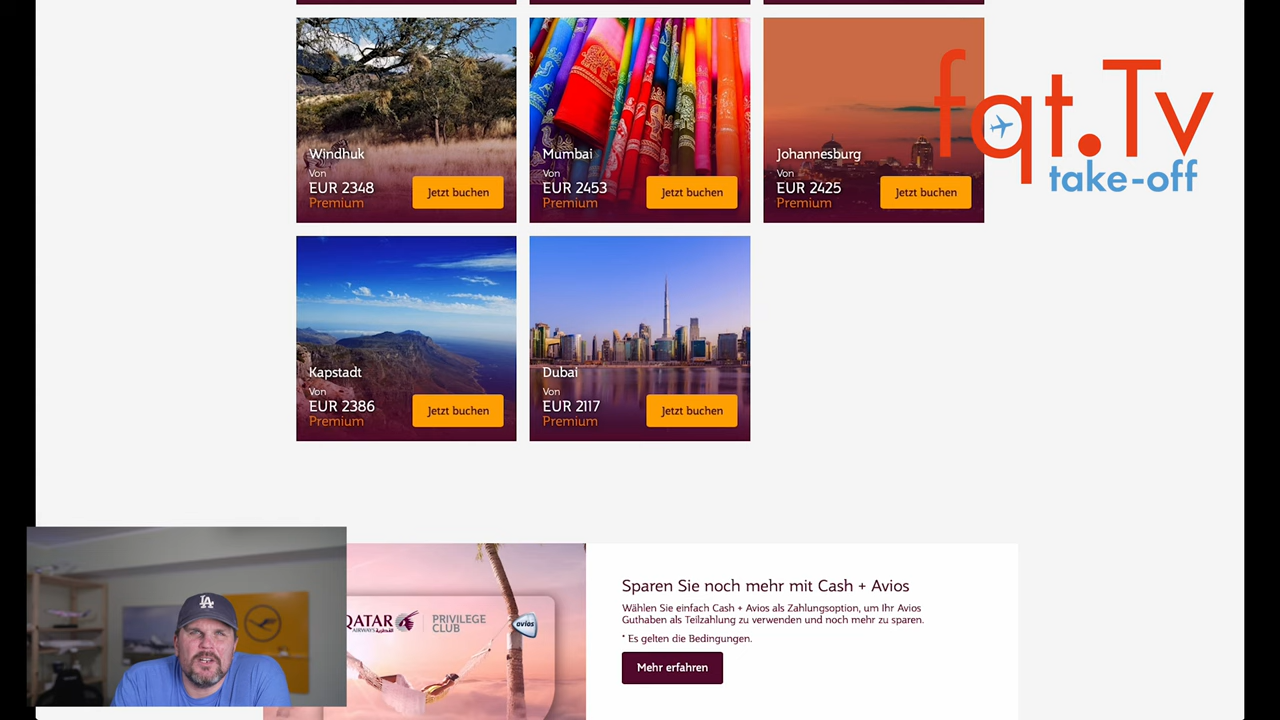 fqt.Tv
take-off
Windhuk
Von
EUR 2348
Premium
Jetzt buchen
Mumbai
Von
EUR 2453
Premium
Jetzt buchen
Johannesburg
Von
EUR 2425
Premium
Jetzt buchen
Kapstadt
Von
EUR 2386
Premium
Jetzt buchen
Dubai
Von
EUR 2117
Premium
Jetzt buchen
LA
QATAR
AIRWAYS القطرية
PRIVILEGE
CLUB
avios
Sparen Sie noch mehr mit Cash + Avios
Wählen Sie einfach Cash + Avios als Zahlungsoption, um Ihr Avios
Guthaben als Teilzahlung zu verwenden und noch mehr zu sparen.
* Es gelten die Bedingungen.
Mehr erfahren